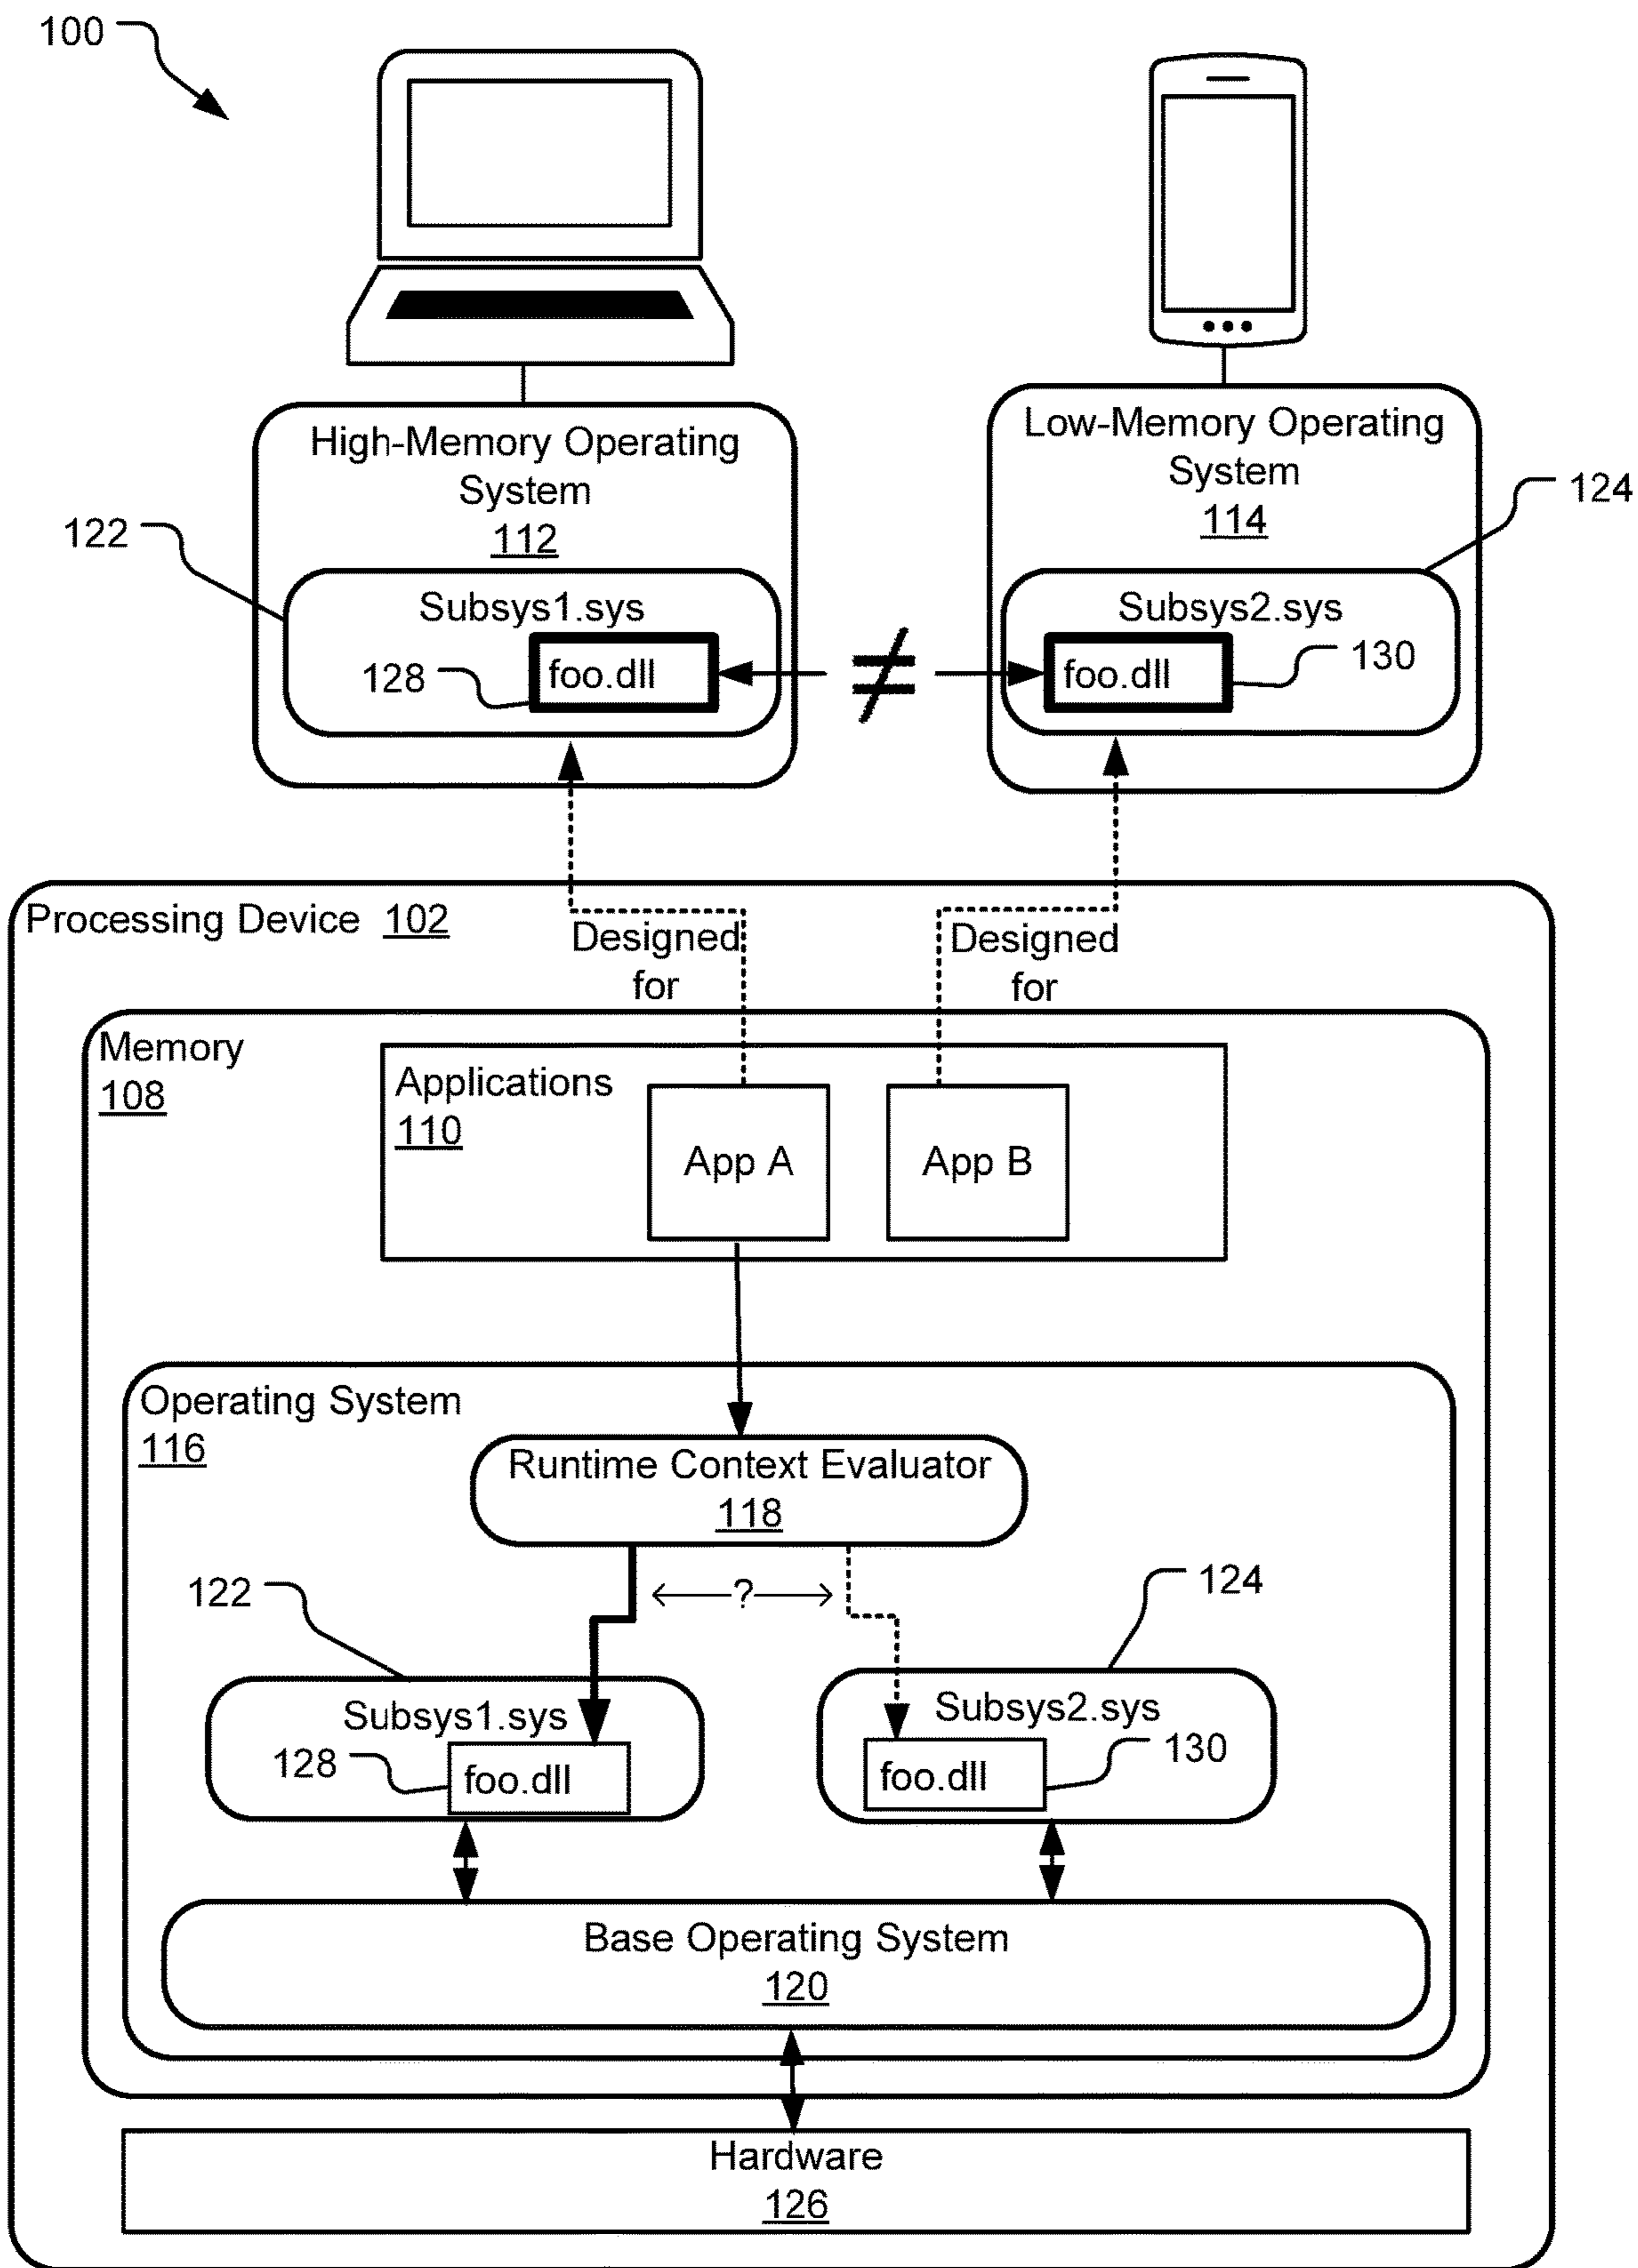 100
High-Memory Operating
System
112
Low-Memory Operating
System
114
122
124
Subsys1.sys
foo.dll
128
≠
Subsys2.sys
foo.dll
130
Processing Device 102
Designed
for
Designed
for
Memory
108
Applications
110
App A
App B
Operating System
116
Runtime Context Evaluator
118
?
122
124
Subsys1.sys
foo.dll
128
Subsys2.sys
foo.dll
130
Base Operating System
120
Hardware
126